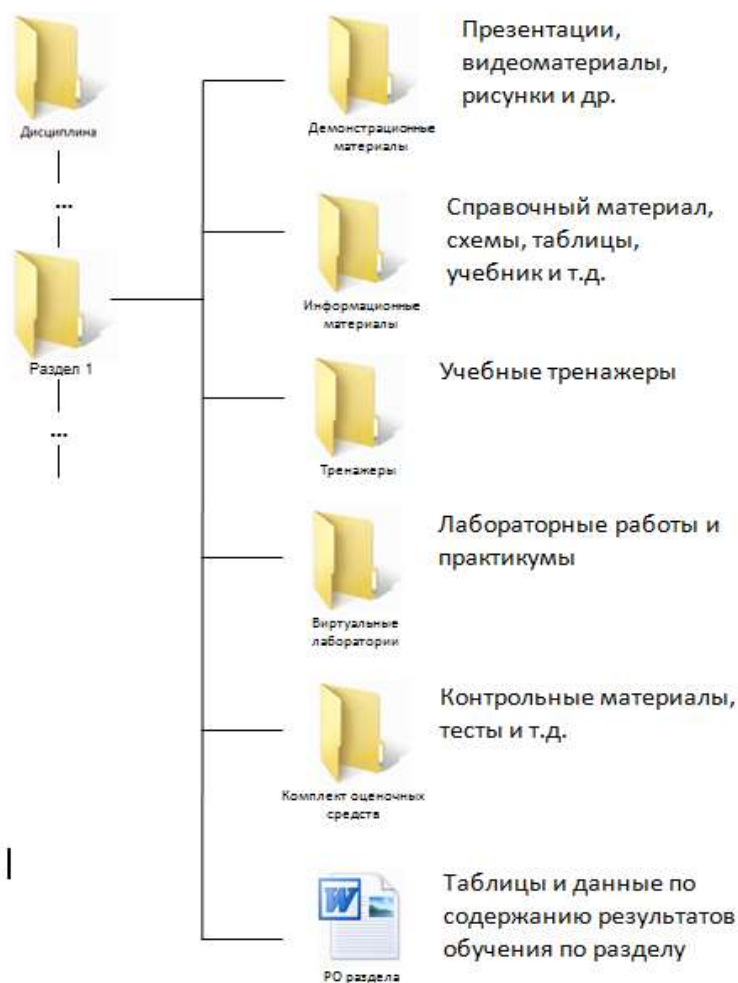 Дисциплина
...
Раздел 1
...
Демонстрационные
материалы
Презентации,
видеоматериалы,
рисунки и др.
Информационные
материалы
Справочный материал,
схемы, таблицы,
учебник и т.д.
Тренажеры
Учебные тренажеры
Виртуальные
лаборатории
Лабораторные работы и
практикумы
Комплект оценочных
средств
Контрольные материалы,
тесты и т.д.
W
РО раздела
Таблицы и данные по
содержанию результатов
обучения по разделу